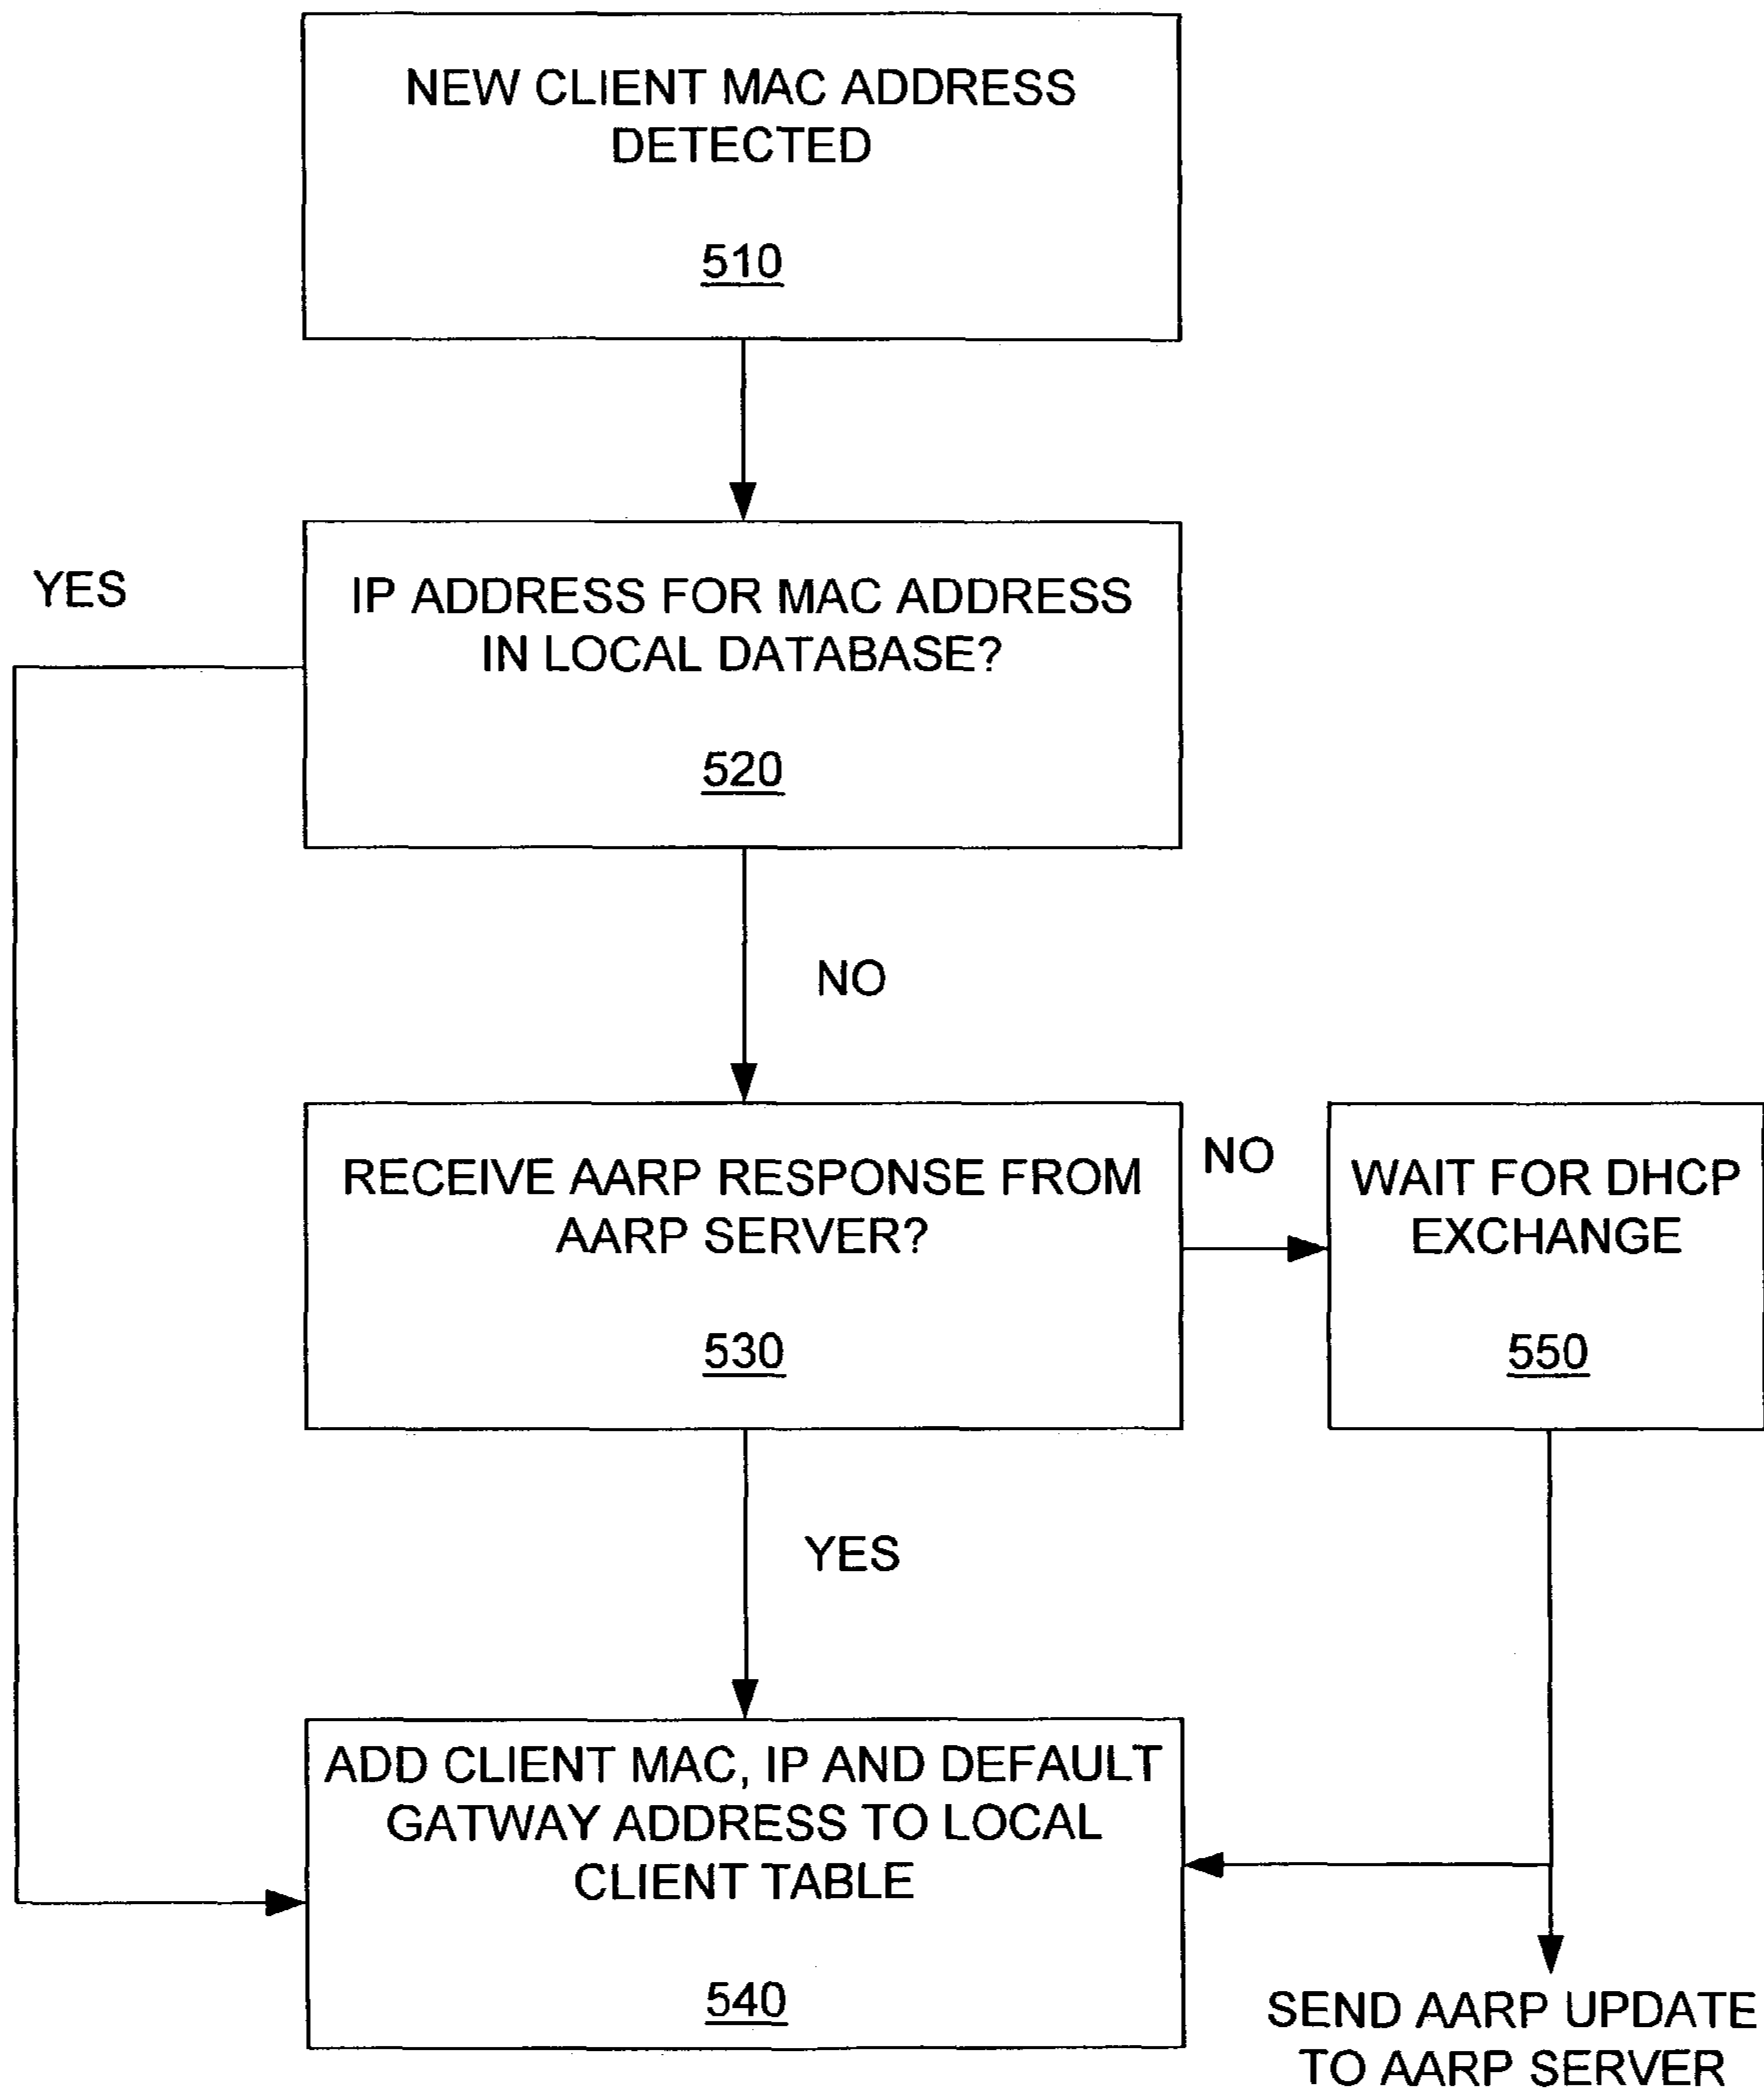 NEW CLIENT MAC ADDRESS
DETECTED
510
YES
IP ADDRESS FOR MAC ADDRESS
IN LOCAL DATABASE?
520
NO
RECEIVE AARP RESPONSE FROM
AARP SERVER?
530
NO
WAIT FOR DHCP
EXCHANGE
550
YES
ADD CLIENT MAC, IP AND DEFAULT
GATWAY ADDRESS TO LOCAL
CLIENT TABLE
540
SEND AARP UPDATE
TO AARP SERVER